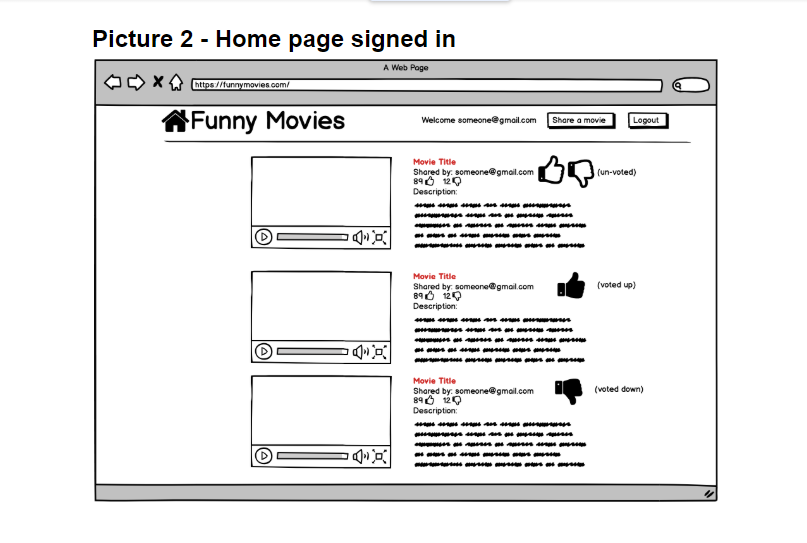 Picture 2 - Home page signed in
A Web Page
https://funnymovies.com/
Funny Movies
Welcome someone@gmail.com
Share a movie
Logout
Movie Title
Shared by: someone@gmail.com
89 12
(un-voted)
Description:
Movie Title
Shared by: someone@gmail.com
89 12
(voted up)
Description:
Movie Title
Shared by: someone@gmail.com
89 12
(voted down)
Description: